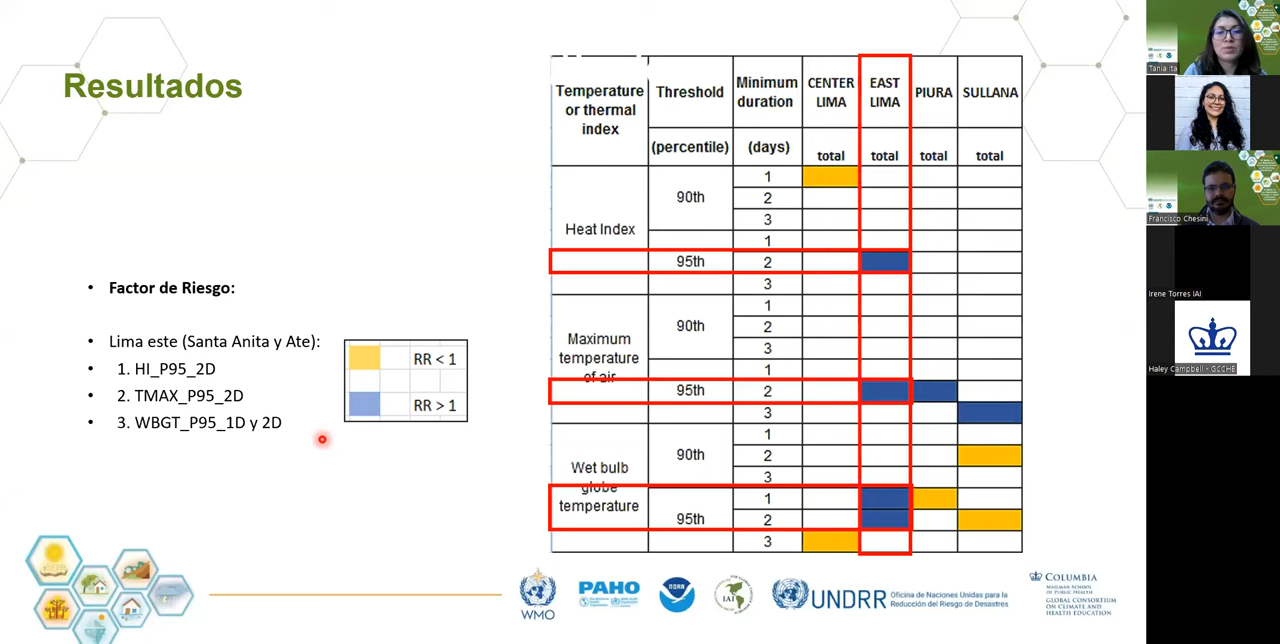 Resultados
• Factor de Riesgo:
• Lima este (Santa Anita y Ate):
• 1. HI_P95_2D
• 2. TMAX_P95_2D
• 3. WBGT_P95_1D y 2D
RR < 1
RR > 1
Temperature or thermal index
Threshold
Minimum duration
CENTER LIMA
EAST LIMA
PIURA
SULLANA
(percentile)
(days)
total
total
total
total
Heat Index
90th
1
2
3
95th
1
2
3
Maximum temperature of air
90th
1
2
3
95th
1
2
3
Wet bulb globe temperature
90th
1
2
3
95th
1
2
3
WMO
PAHO
NOAA
IAI
UNDRR
Oficina de Naciones Unidas para la
Reducción del Riesgo de Desastres
COLUMBIA
MAILMAN SCHOOL
OF PUBLIC HEALTH
GLOBAL CONSORTIUM
ON CLIMATE AND
HEALTH EDUCATION
Tania Ita
Francisco Chesini
Irene Torres IAI
Haley Campbell - GCCHE